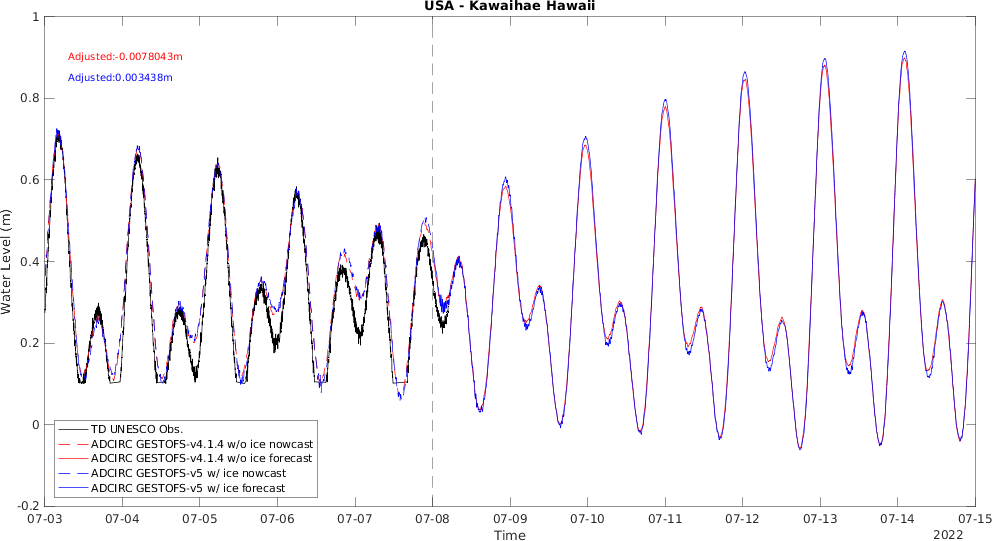 USA - Kawaihae Hawaii
Adjusted:-0.0078043m
Adjusted:0.003438m
Water Level (m)
1
0.8
0.6
0.4
0.2
0
-0.2
TD UNESCO Obs.
ADCIRC GESTOFS-v4.1.4 w/o ice nowcast
ADCIRC GESTOFS-v4.1.4 w/o ice forecast
ADCIRC GESTOFS-v5 w/ ice nowcast
ADCIRC GESTOFS-v5 w/ ice forecast
07-03 07-04 07-05 07-06 07-07 07-08 07-09 07-10 07-11 07-12 07-13 07-14 07-15
Time
2022